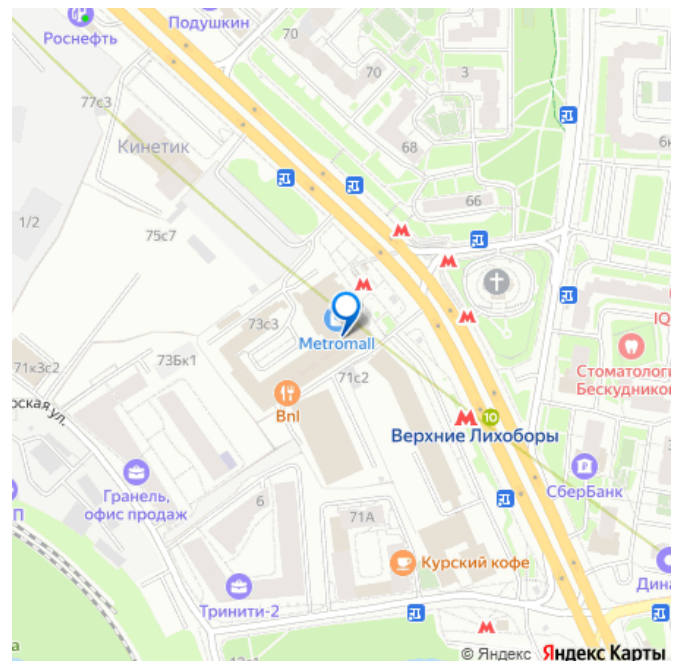 Роснефть
Подушкин
70
70
3
77с3
Кинетик
68
6к
66
1/2
75с7
73с3
Metromall
IQ
73Бк1
71к3с2
71с2
Стоматологи
Бескудников
Bnl
рская ул.
10
Верхние Лихоборы
Гранель,
офис продаж
СберБанк
П
6
71А
Курский кофе
Дина
Тринити-2
а
© Яндекс Яндекс Карты